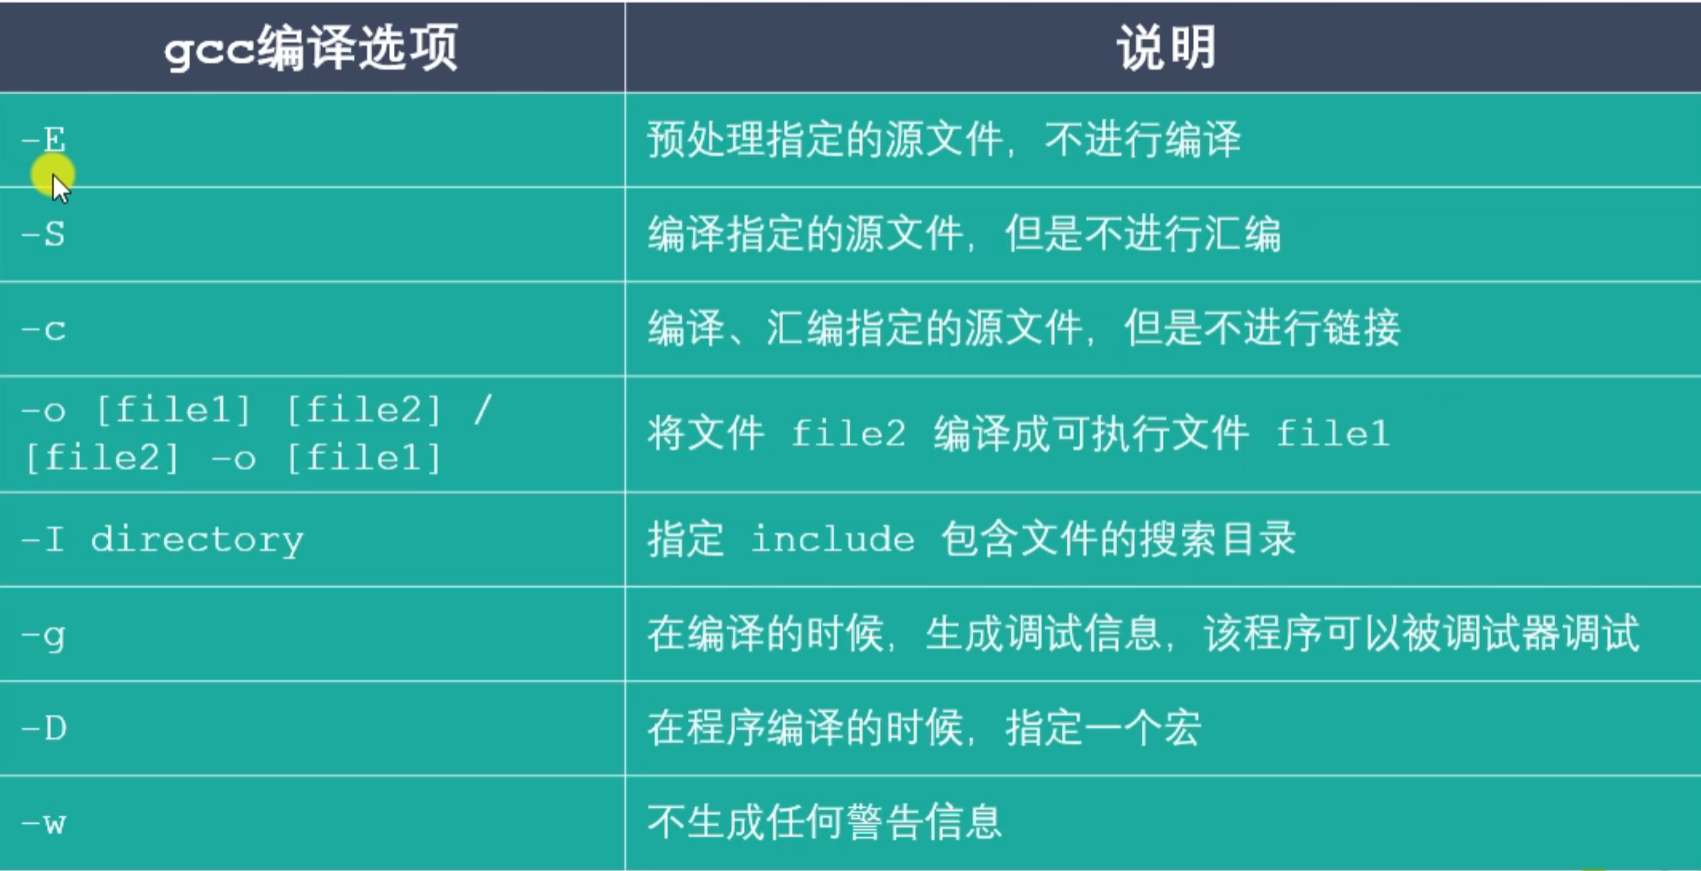 gcc编译选项 说明
-E 预处理指定的源文件，不进行编译
-S 编译指定的源文件，但是不进行汇编
-c 编译、汇编指定的源文件，但是不进行链接
-o [file1] [file2] /
[file2] -o [file1]
将文件 file2 编译成可执行文件 file1
-I directory 指定 include 包含文件的搜索目录
-g 在编译的时候，生成调试信息，该程序可以被调试器调试
-D 在程序编译的时候，指定一个宏
-w 不生成任何警告信息